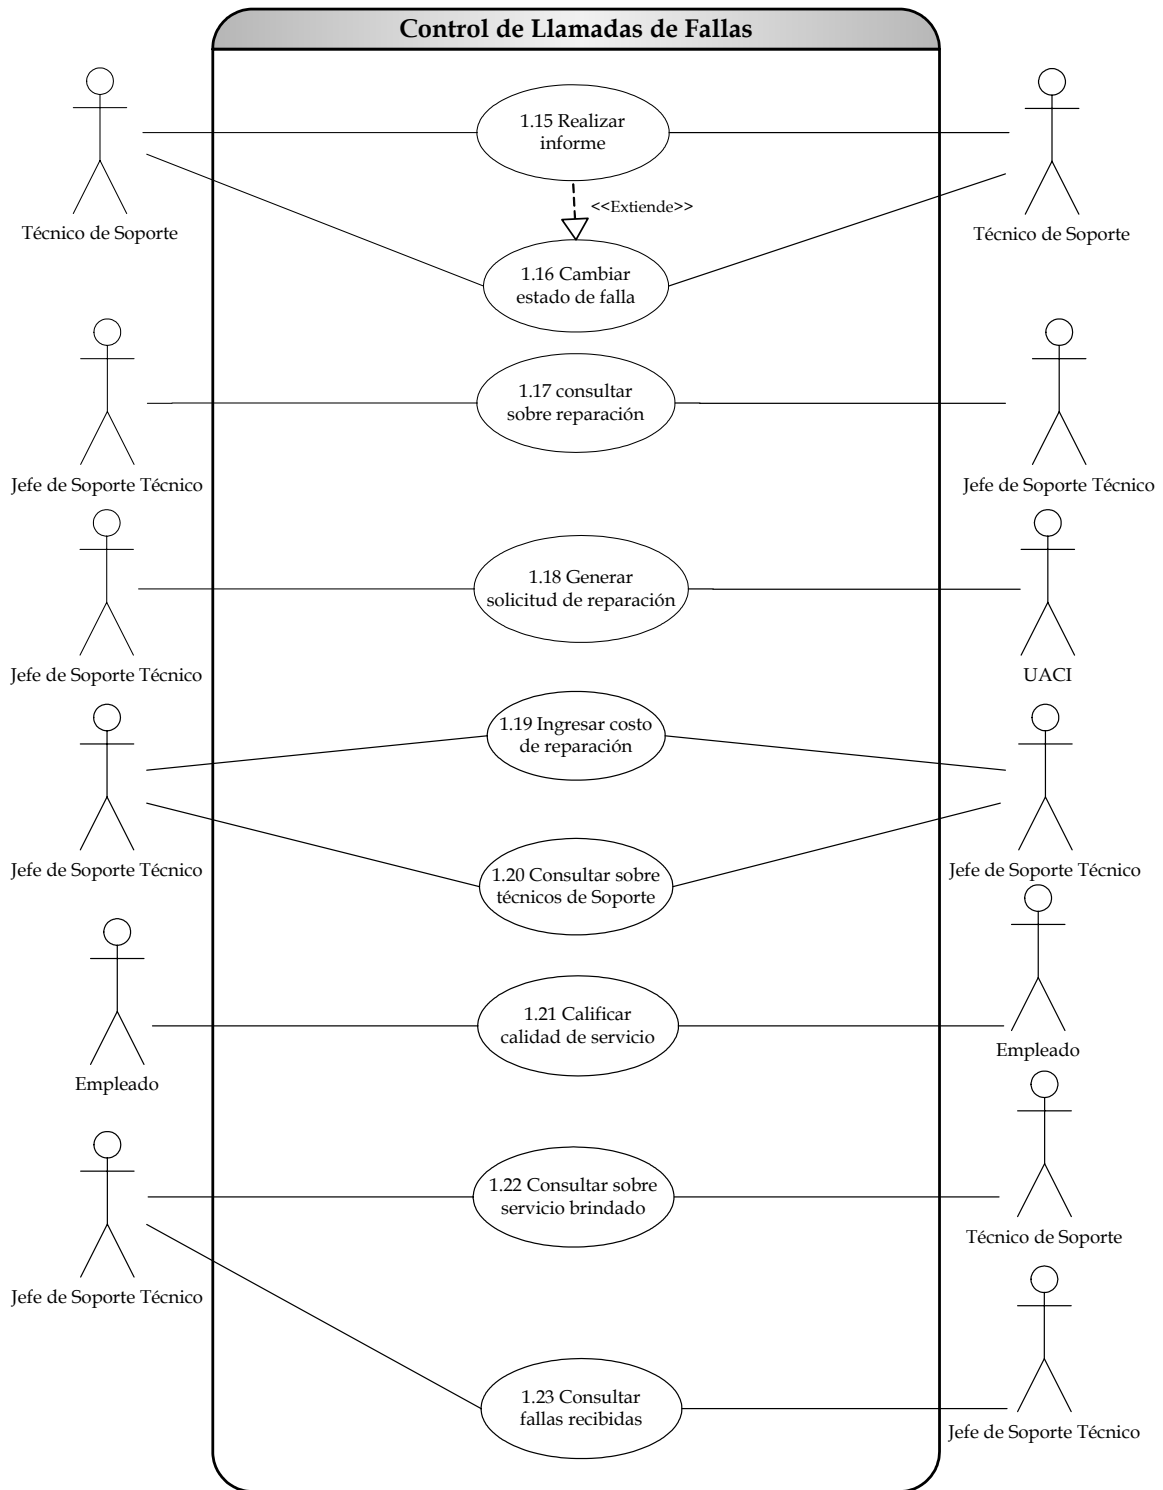 Control de Llamadas de Fallas
1.15 Realizar
informe
<<Extiende>>
Técnico de Soporte
Técnico de Soporte
1.16 Cambiar
estado de falla
1.17 consultar
sobre reparación
Jefe de Soporte Técnico
Jefe de Soporte Técnico
1.18 Generar
solicitud de reparación
Jefe de Soporte Técnico
UACI
1.19 Ingresar costo
de reparación
Jefe de Soporte Técnico
Jefe de Soporte Técnico
1.20 Consultar sobre
técnicos de Soporte
1.21 Calificar
calidad de servicio
Empleado
Empleado
1.22 Consultar sobre
servicio brindado
Técnico de Soporte
Jefe de Soporte Técnico
1.23 Consultar
fallas recibidas
Jefe de Soporte Técnico